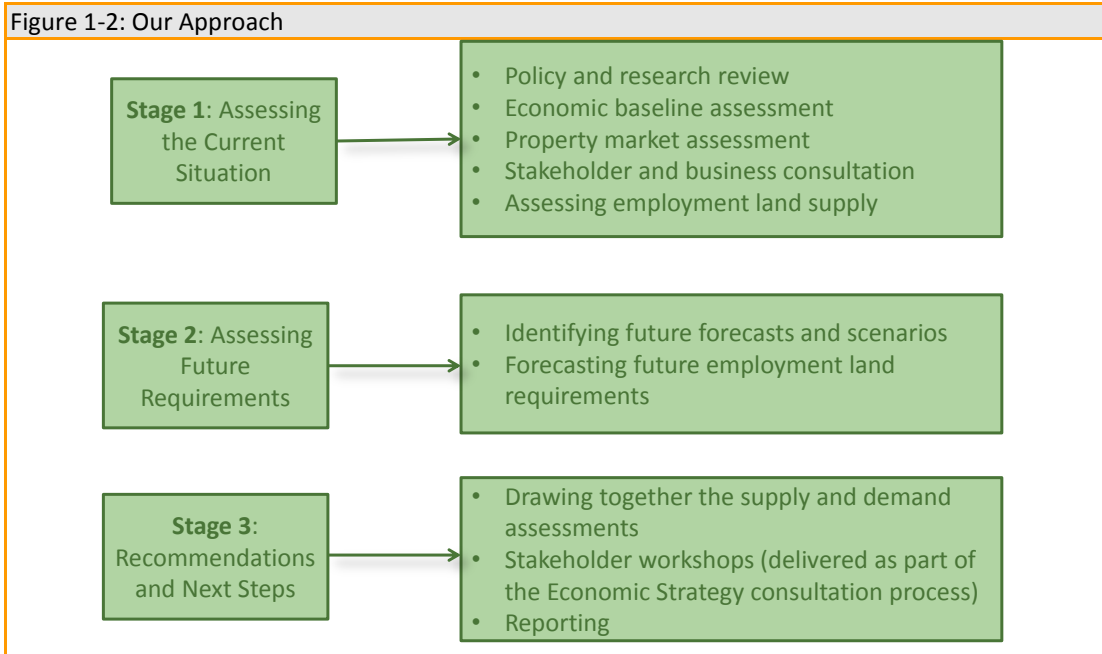 Figure 1-2: Our Approach
Stage 1: Assessing
the Current
Situation
• Policy and research review
• Economic baseline assessment
• Property market assessment
• Stakeholder and business consultation
• Assessing employment land supply
Stage 2: Assessing
Future
Requirements
• Identifying future forecasts and scenarios
• Forecasting future employment land
requirements
Stage 3:
Recommendations
and Next Steps
• Drawing together the supply and demand
assessments
• Stakeholder workshops (delivered as part of
the Economic Strategy consultation process)
• Reporting